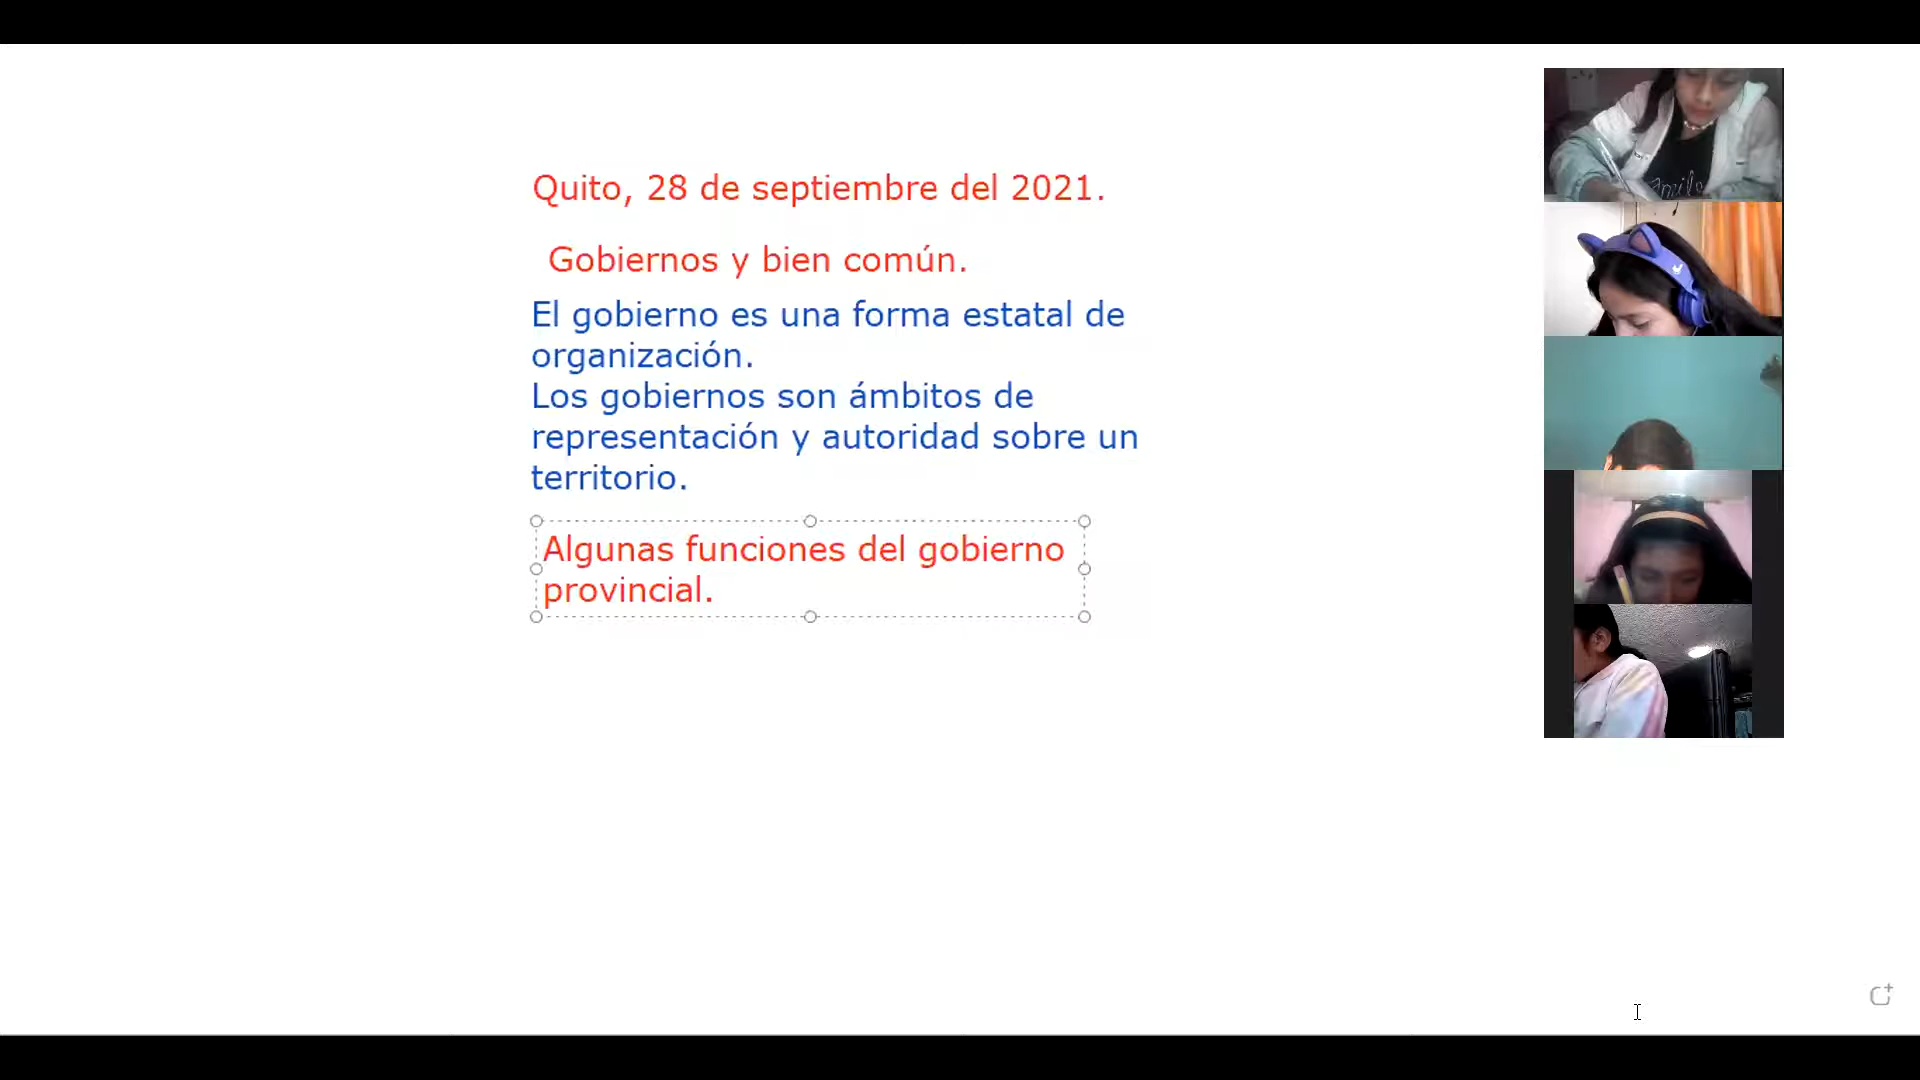 Quito, 28 de septiembre del 2021.
Gobiernos y bien común.
El gobierno es una forma estatal de
organización.
Los gobiernos son ámbitos de
representación y autoridad sobre un
territorio.
Algunas funciones del gobierno
provincial.